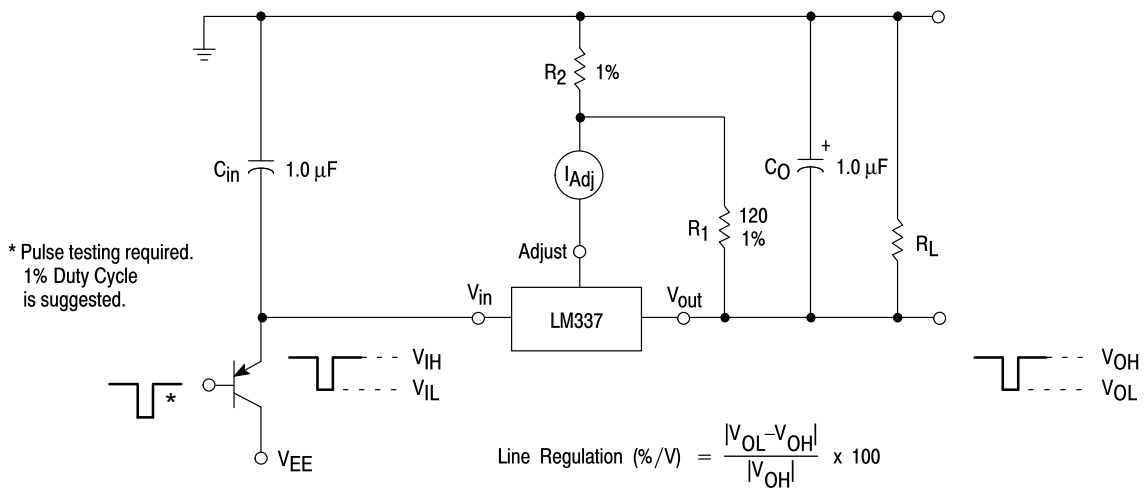 R2 1%
Cin 1.0 µF
IAdj
CO + 1.0 µF
R1 120
1%
RL
* Pulse testing required.
1% Duty Cycle
is suggested.
Adjust
Vin
LM337
Vout
VIH
VIL
*
VEE
VOH
VOL
Line Regulation (%/V) = |VOL–VOH| / |VOH| x 100